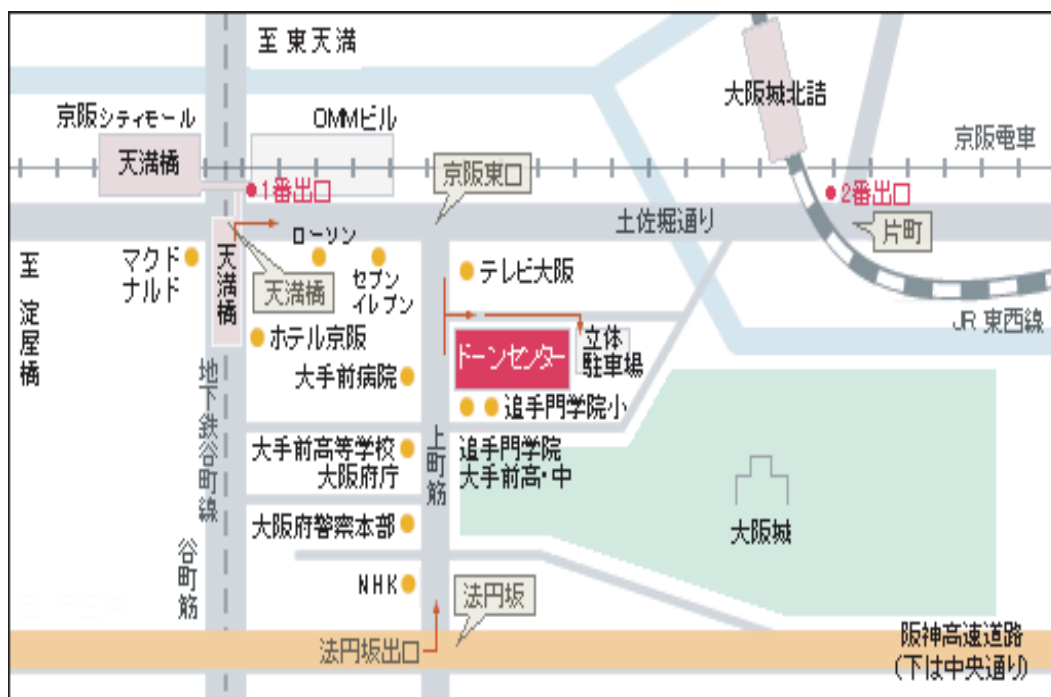 至 東天満
大阪城北詰
京阪シティモール
OMMビル
京阪電車
天満橋
京阪東口
1番出口
2番出口
土佐堀通り
片町
ローソン
マクド
ナルド
天満橋
天満橋
セブン
イレブン
テレビ大阪
至 淀屋橋
JR 東西線
ホテル京阪
ドーンセンター
立体
駐車場
大手前病院
地下鉄谷町線
追手門学院小
大手前高等学校
大阪府庁
上町筋
追手門学院
大手前高・中
大阪府警察本部
大阪城
谷町筋
NHK
法円坂
法円坂出口
阪神高速道路
(下は中央通り)